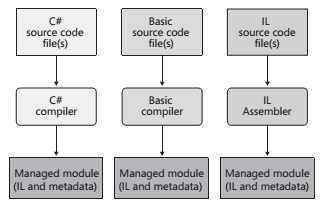 C#
source code
file(s)
Basic
source code
file(s)
IL
source code
file(s)
C#
compiler
Basic
compiler
IL
Assembler
Managed module
(IL and metadata)
Managed module
(IL and metadata)
Managed module
(IL and metadata)